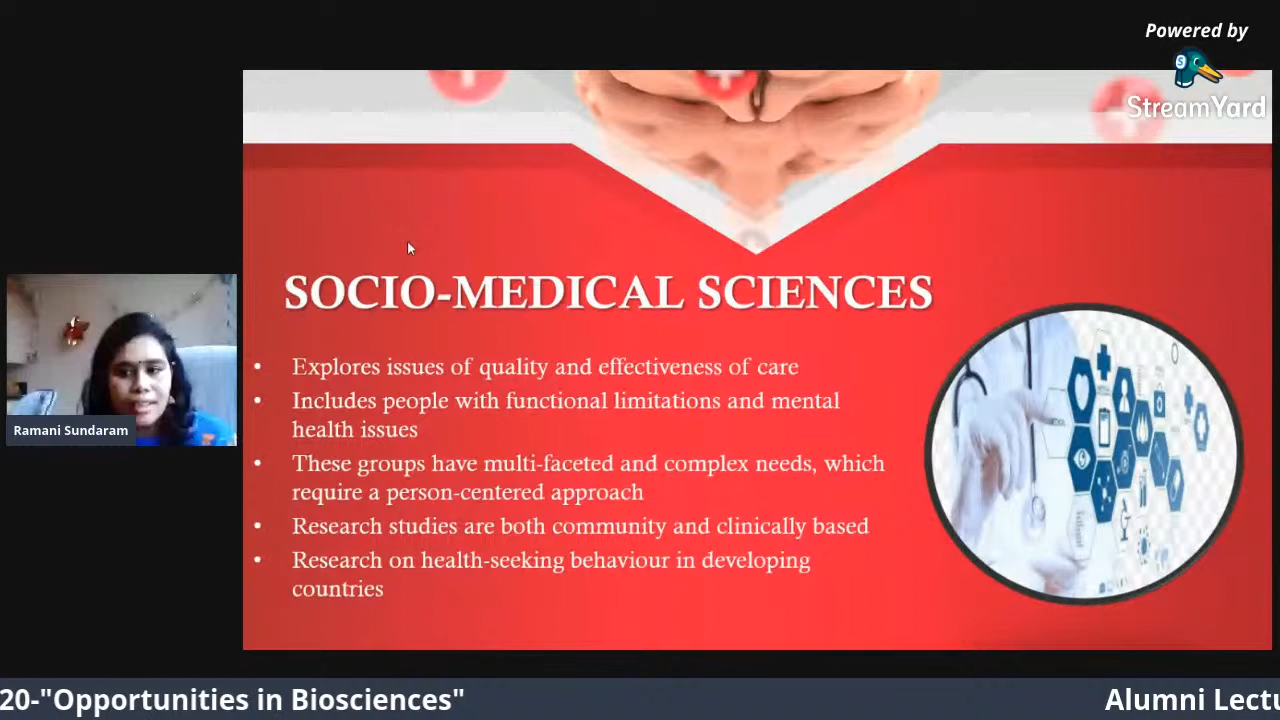 Powered by
StreamYard
SOCIO-MEDICAL SCIENCES
• Explores issues of quality and effectiveness of care
• Includes people with functional limitations and mental
health issues
• These groups have multi-faceted and complex needs, which
require a person-centered approach
• Research studies are both community and clinically based
• Research on health-seeking behaviour in developing
countries
Ramani Sundaram
20-"Opportunities in Biosciences"
Alumni Lectu